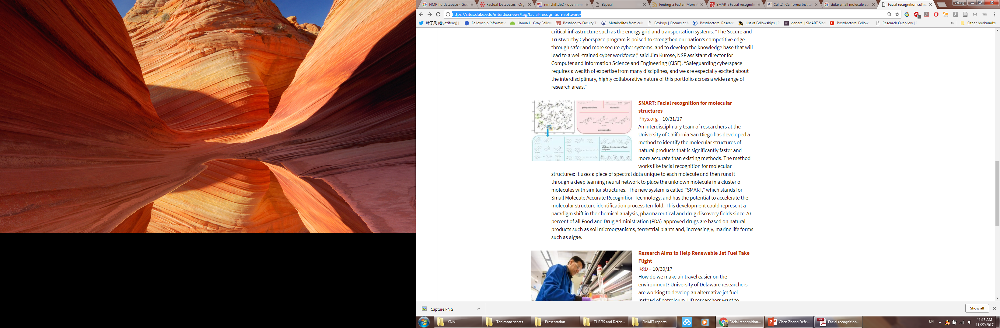 NMR fid database - Goo
Factual Databases | Orga
nmrshiftdb2 - open nmr
Bayesil
Finding a Faster, More A
SMART: Facial recogniti
Calit2 : California Institu
duke small molecule acc
Facial recognition softw
Zhang
https://sites.duke.edu/interdiscnews/tag/facial-recognition-software/
叶子风 (@yezifeng) |
Fellowship Informatio
Hanna H. Gray Fellow
Postdoc-to-Faculty T
Metabolites from cult
Ecology | Oceans at M
Postdoctoral Researc
List of Fellowships | P
general | SMART Slac
Postdoctoral Fellow
Research Overview |
Other bookmarks
critical infrastructure such as the energy grid and transportation systems. “The Secure and
Trustworthy Cyberspace program is poised to strengthen our nation’s competitive edge
through safer and more secure cyber systems, and to develop the knowledge base that will
lead to a well-trained cyber workforce,” said Jim Kurose, NSF assistant director for
Computer and Information Science and Engineering (CISE). “Safeguarding cyberspace
requires a wealth of expertise from many disciplines, and we are especially excited about
the interdisciplinary, highly collaborative nature of this portfolio across a wide range of
research areas.”
alkaloids from the root of Isatis
indigotica
SMART: Facial recognition for molecular
structures
Phys.org – 10/31/17
An interdisciplinary team of researchers at the
University of California San Diego has developed a
method to identify the molecular structures of
natural products that is significantly faster and
more accurate than existing methods. The method
works like facial recognition for molecular
structures: It uses a piece of spectral data unique to each molecule and then runs it
through a deep learning neural network to place the unknown molecule in a cluster of
molecules with similar structures.  The new system is called “SMART,” which stands for
Small Molecule Accurate Recognition Technology, and has the potential to accelerate the
molecular structure identification process ten-fold. This development could represent a
paradigm shift in the chemical analysis, pharmaceutical and drug discovery fields since 70
percent of all Food and Drug Administration (FDA)-approved drugs are based on natural
products such as soil microorganisms, terrestrial plants and, increasingly, marine life forms
such as algae.
Research Aims to Help Renewable Jet Fuel Take
Flight
R&D – 10/30/17
How do we make air travel easier on the
environment? University of Delaware researchers
are working to develop an alternative jet fuel.
Instead of petroleum, UD researchers want to
Capture.PNG
Show all
KNN
Tanimoto scores
Presentation
THESIS and Defen...
SMART reports
Facial recognition...
Chen Zhang Defe...
Facial recognition...
EN
11:43 AM
11/27/2017